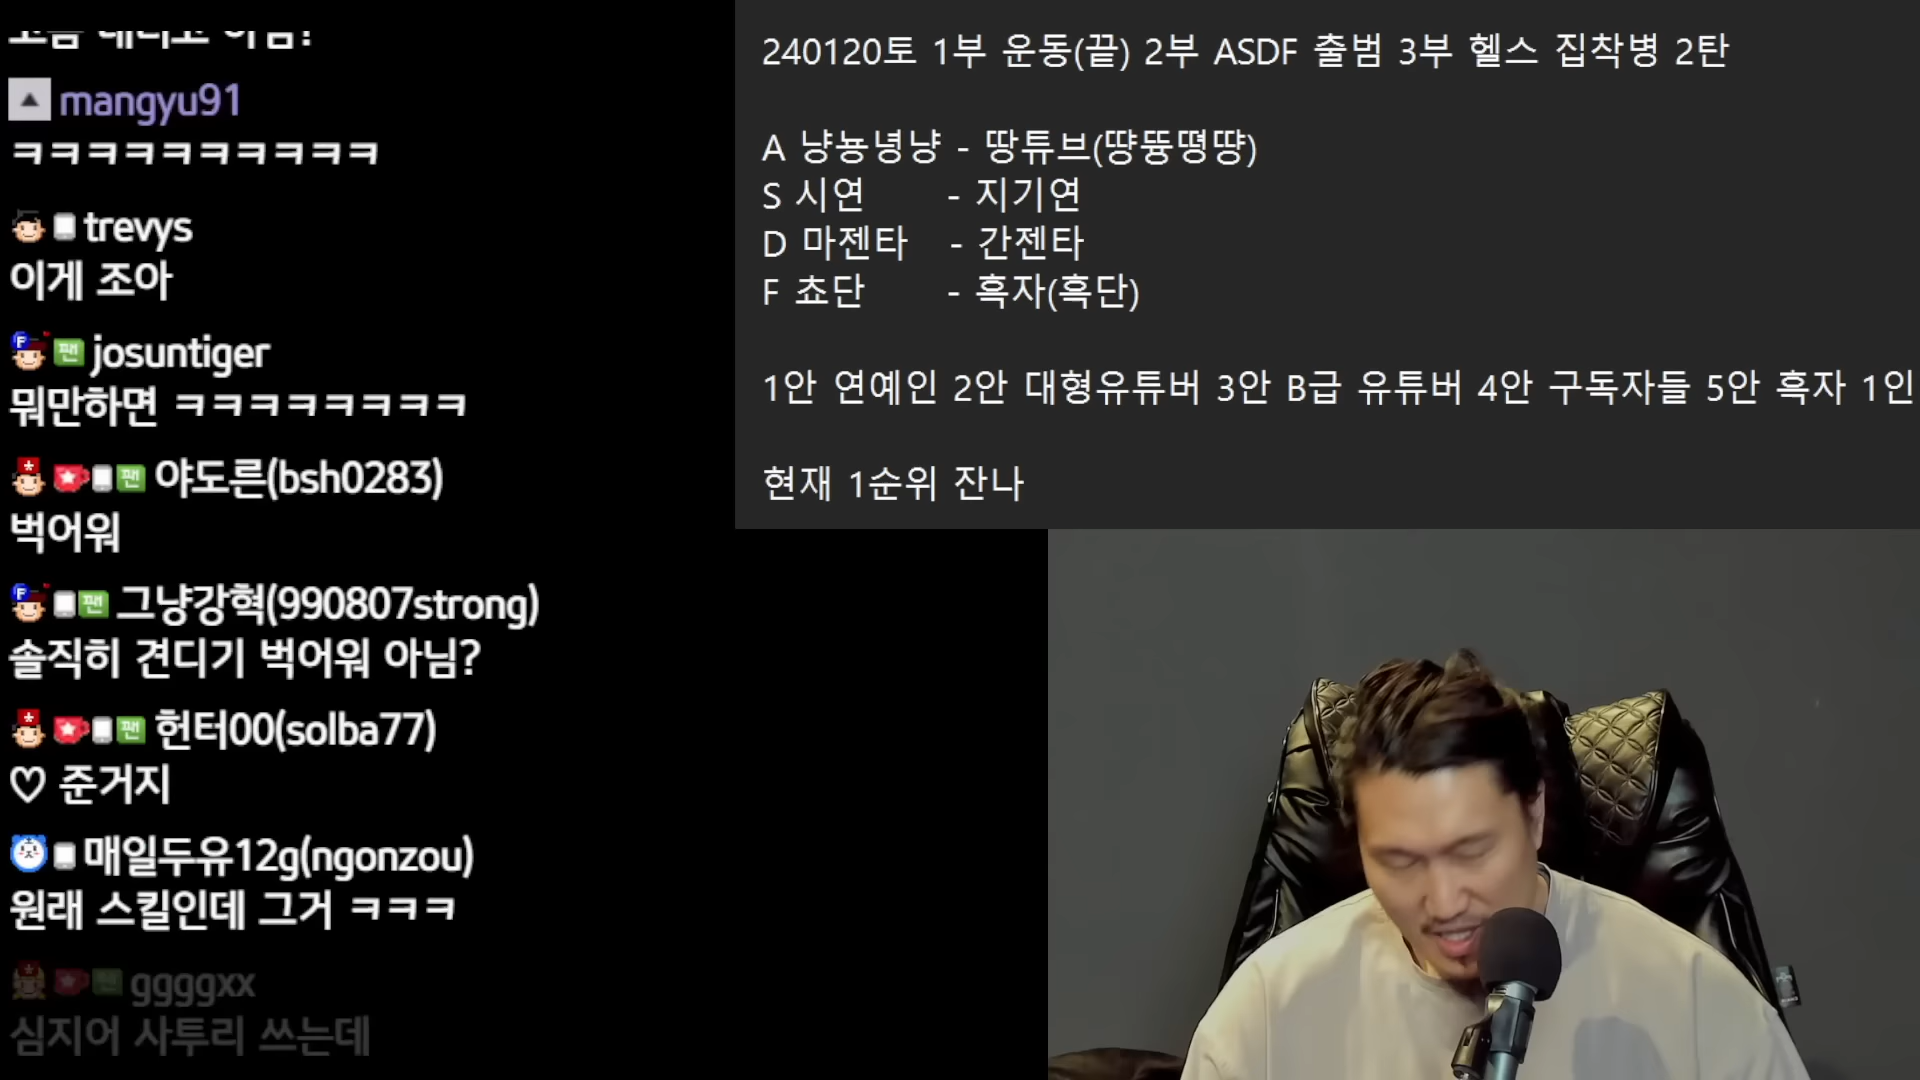 mangyu91
ㅋㅋㅋㅋㅋㅋㅋㅋㅋㅋ
trevys
이게 조아
josuntiger
뭐만하면 ㅋㅋㅋㅋㅋㅋㅋㅋ
야도른(bsh0283)
벅어워
그냥강혁(990807strong)
솔직히 견디기 벅어워 아님?
헌터00(solba77)
♡ 준거지
매일두유12g(ngonzou)
원래 스킬인데 그거 ㅋㅋㅋ
ggggxx
심지어 사투리 쓰는데
240120토 1부 운동(끝) 2부 ASDF 출범 3부 헬스 집착병 2탄
A 냥뇽녕냥 - 땅튜브(땽뜡떵땽)
S 시연 - 지기연
D 마젠타 - 간젠타
F 쵸단 - 흑자(흑단)
1안 연예인 2안 대형유튜버 3안 B급 유튜버 4안 구독자들 5안 흑자 1인
현재 1순위 잔나